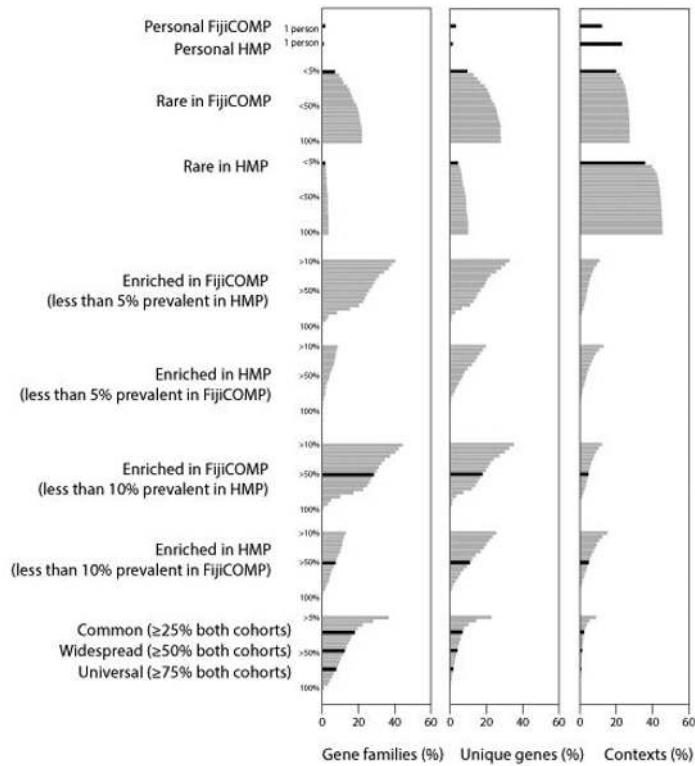 Personal FijiCOMP 1 person
Personal HMP 1 person
Rare in FijiCOMP
<5%
<50%
100%
Rare in HMP
<5%
<50%
100%
Enriched in FijiCOMP
(less than 5% prevalent in HMP)
>10%
>50%
100%
Enriched in HMP
(less than 5% prevalent in FijiCOMP)
>10%
>50%
100%
Enriched in FijiCOMP
(less than 10% prevalent in HMP)
>10%
>50%
100%
Enriched in HMP
(less than 10% prevalent in FijiCOMP)
>10%
>50%
100%
Common (≥25% both cohorts)
Widespread (≥50% both cohorts)
Universal (≥75% both cohorts)
>5%
>50%
100%
0 20 40 60 0 20 40 60 0 20 40 60
Gene families (%) Unique genes (%) Contexts (%)